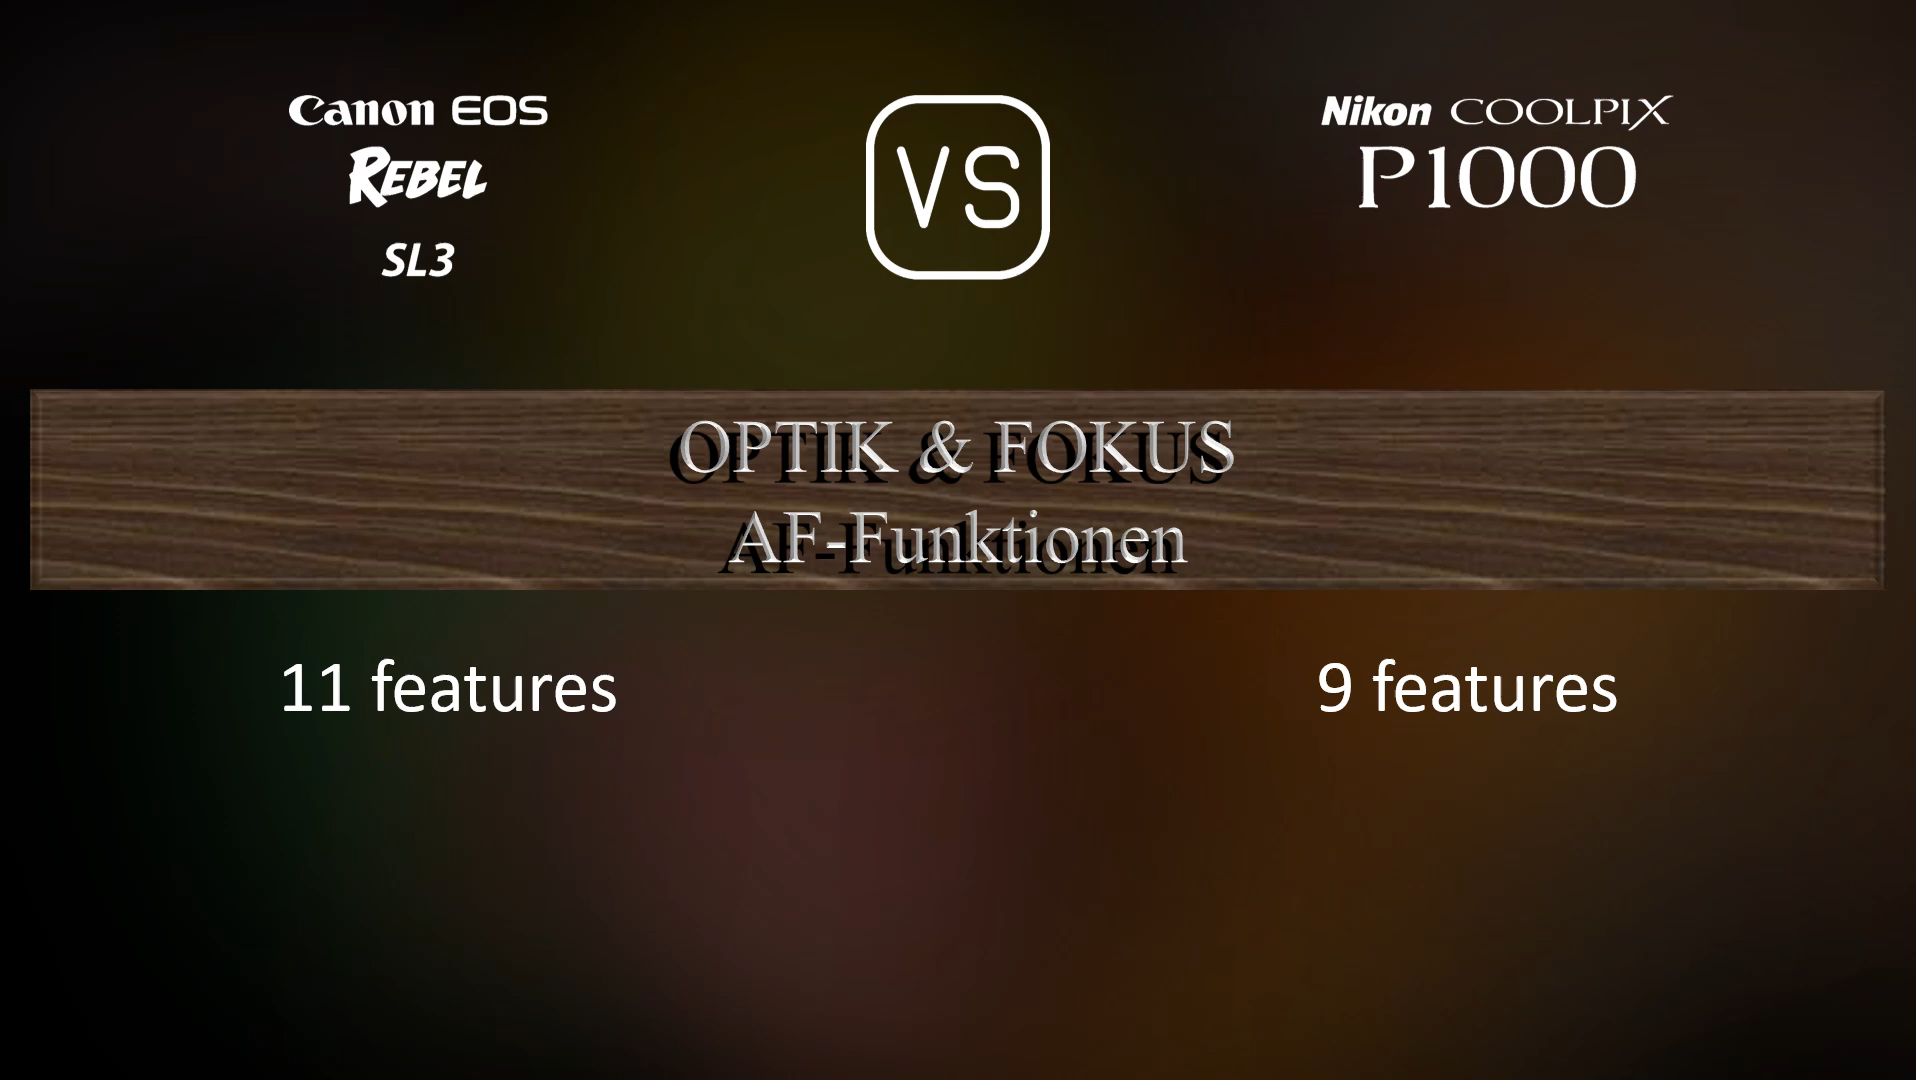 Canon EOS
REBEL
SL3
VS
Nikon COOLPIX
P1000
OPTIK & FOKUS
AF-Funktionen
11 features
9 features